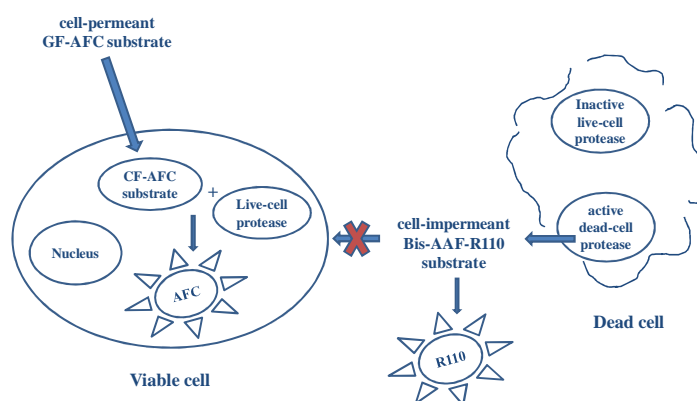 cell-permeant
GF-AFC substrate
CF-AFC
substrate
+
Live-cell
protease
Nucleus
AFC
Viable cell
cell-impermeant
Bis-AAF-R110
substrate
R110
Inactive
live-cell
protease
active
dead-cell
protease
Dead cell